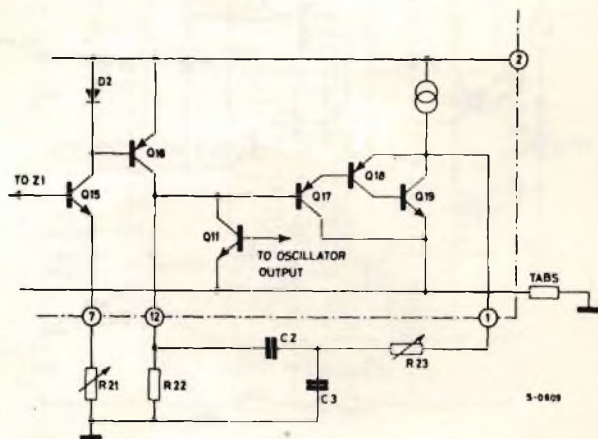 2
D2
Q16
Q18
TO Z1
Q15
Q17
Q19
Q11
TO OSCILLATOR
OUTPUT
TABS
7
12
1
C2
R21
R22
R23
C3
S-0609